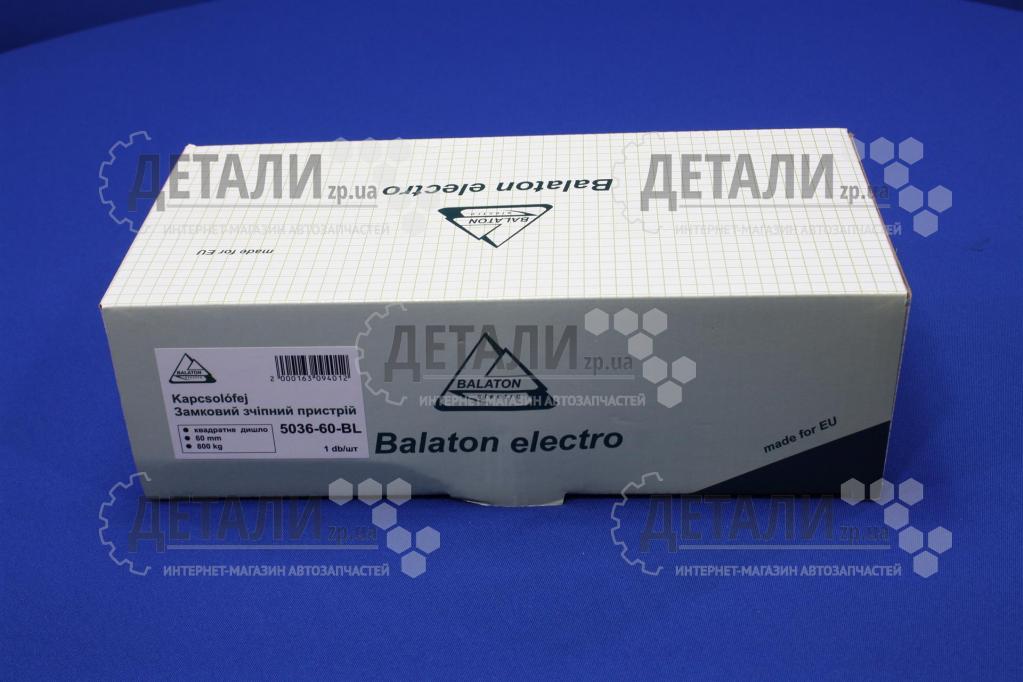 ДЕТАЛИ zp.ua
ИНТЕРНЕТ-МАГАЗИН АВТОЗАПЧАСТЕЙ
ДЕТАЛИ zp.ua
ИНТЕРНЕТ-МАГАЗИН АВТОЗАПЧАСТЕЙ
Balaton electro
BALATON
ELECTRO
made for EU
ДЕТАЛИ zp.ua
ИНТЕРНЕТ-МАГАЗИН АВТОЗАПЧАСТЕЙ
BALATON
2 000163 094012
Kapcsolófej
Замковий зчіпний пристрій
• квадратне дишло
• 60 mm
• 800 kg
5036-60-BL
1 db/шт
BALATON
Balaton electro
made for EU
ДЕТАЛИ zp.ua
ИНТЕРНЕТ-МАГАЗИН АВТОЗАПЧАСТЕЙ
ДЕТАЛИ zp.ua
ИНТЕРНЕТ-МАГАЗИН АВТОЗАПЧАСТЕЙ